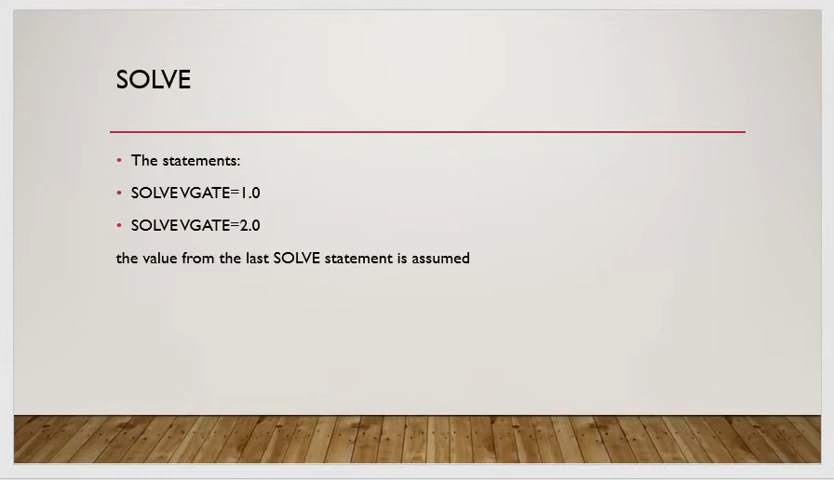 SOLVE
• The statements:
• SOLVE VGATE=1.0
• SOLVE VGATE=2.0
the value from the last SOLVE statement is assumed